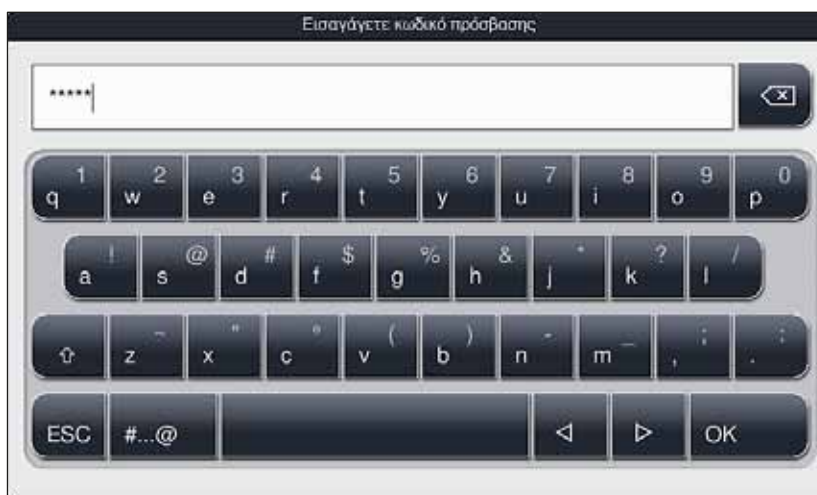 Εισαγάγετε κωδικό πρόσβασης
*****
1 2 3 4 5 6 7 8 9 0
q w e r t y u i o p
! @ # $ % & * ? /
a s d f g h j k l
~ " ° ( ) - _ ; :
z x c v b n m , .
ESC #...@ OK